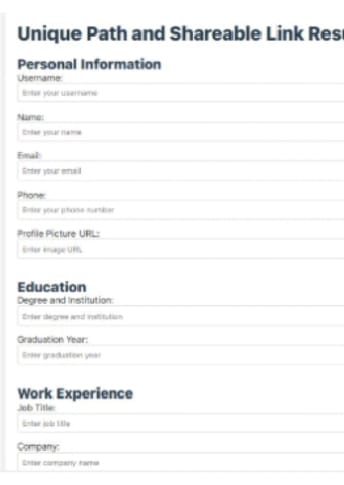 Unique Path and Shareable Link Resu
Personal Information
Username:
Enter your username
Name:
Enter your name
Email:
Enter your email
Phone:
Enter your phone number
Profile Picture URL:
Enter image URL
Education
Degree and Institution:
Enter degree and institution
Graduation Year:
Enter graduation year
Work Experience
Job Title:
Enter job title
Company:
Enter company name